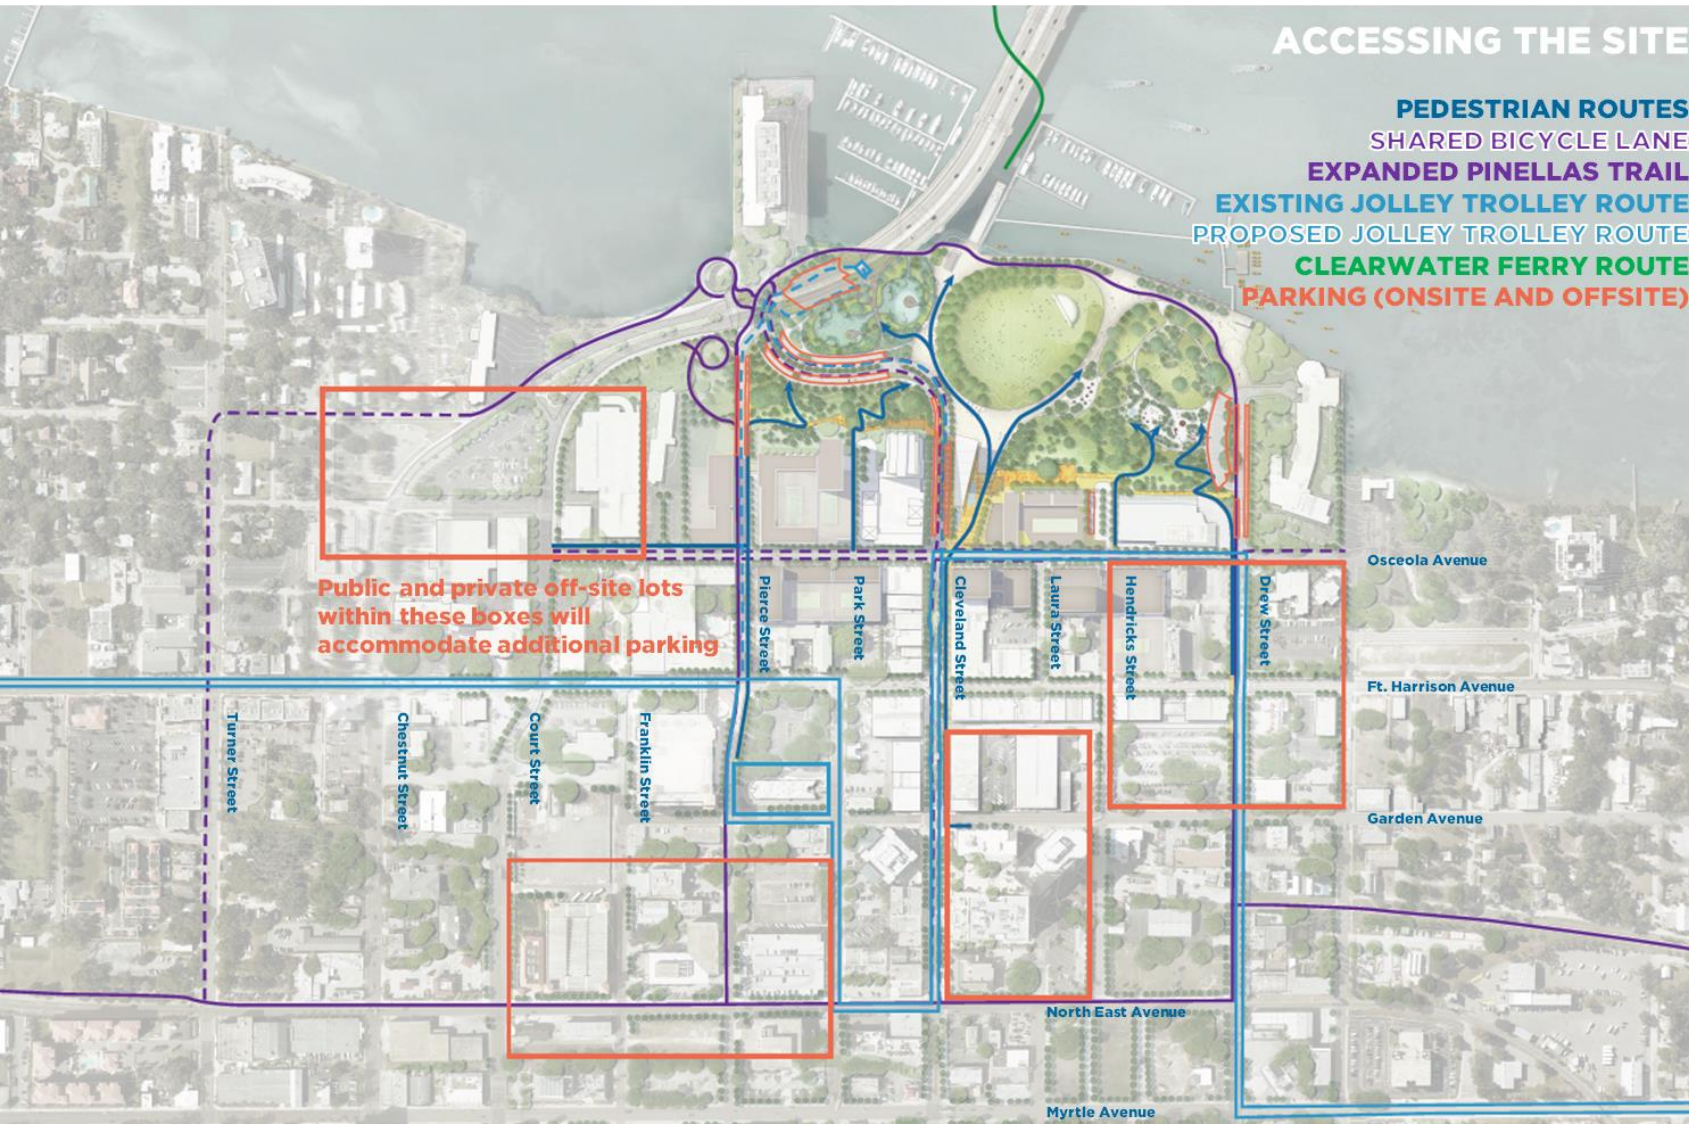 ACCESSING THE SITE
PEDESTRIAN ROUTES
SHARED BICYCLE LANE
EXPANDED PINELLAS TRAIL
EXISTING JOLLEY TROLLEY ROUTE
PROPOSED JOLLEY TROLLEY ROUTE
CLEARWATER FERRY ROUTE
PARKING (ONSITE AND OFFSITE)
Osceola Avenue
Public and private off-site lots
within these boxes will
accommodate additional parking
Pierce Street
Park Street
Cleveland Street
Laura Street
Hendricks Street
Drew Street
Ft. Harrison Avenue
Turner Street
Chestnut Street
Court Street
Franklin Street
Garden Avenue
North East Avenue
Myrtle Avenue